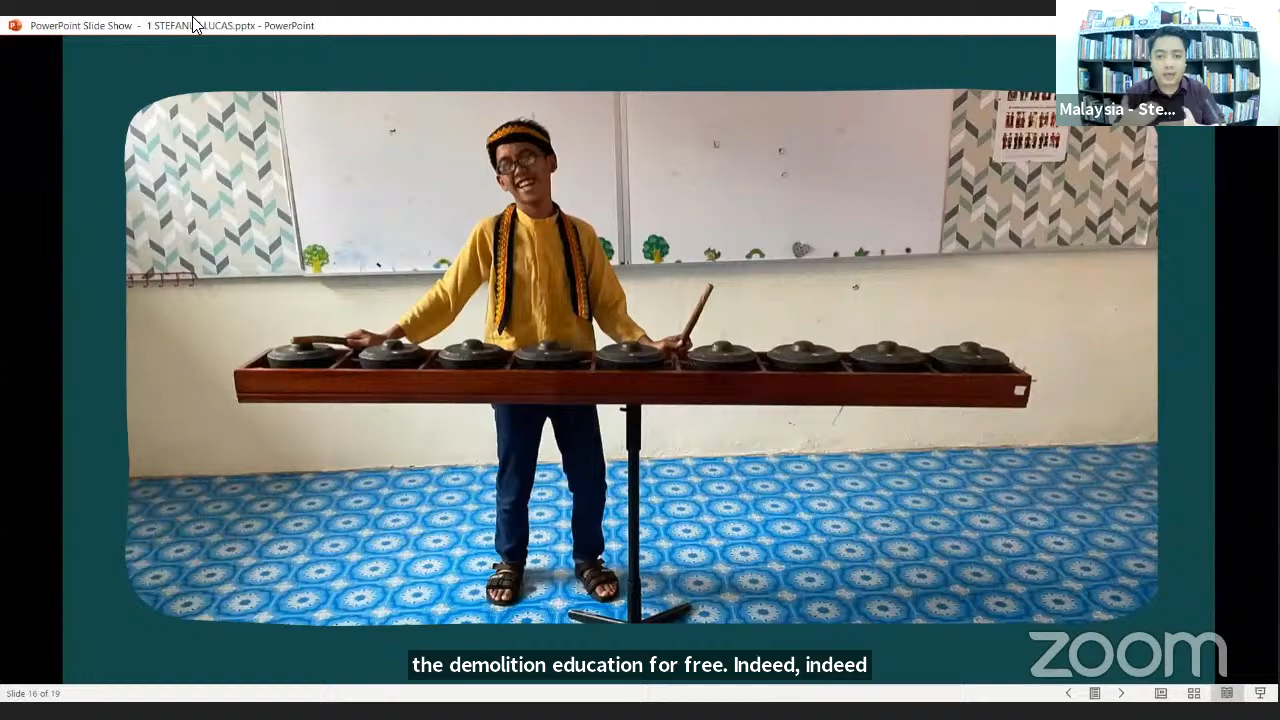 PowerPoint Slide Show - 1 STEFANU LUCAS.pptx - PowerPoint
Malaysia - Ste...
the demolition education for free. Indeed, indeed
zoom
Slide 16 of 19